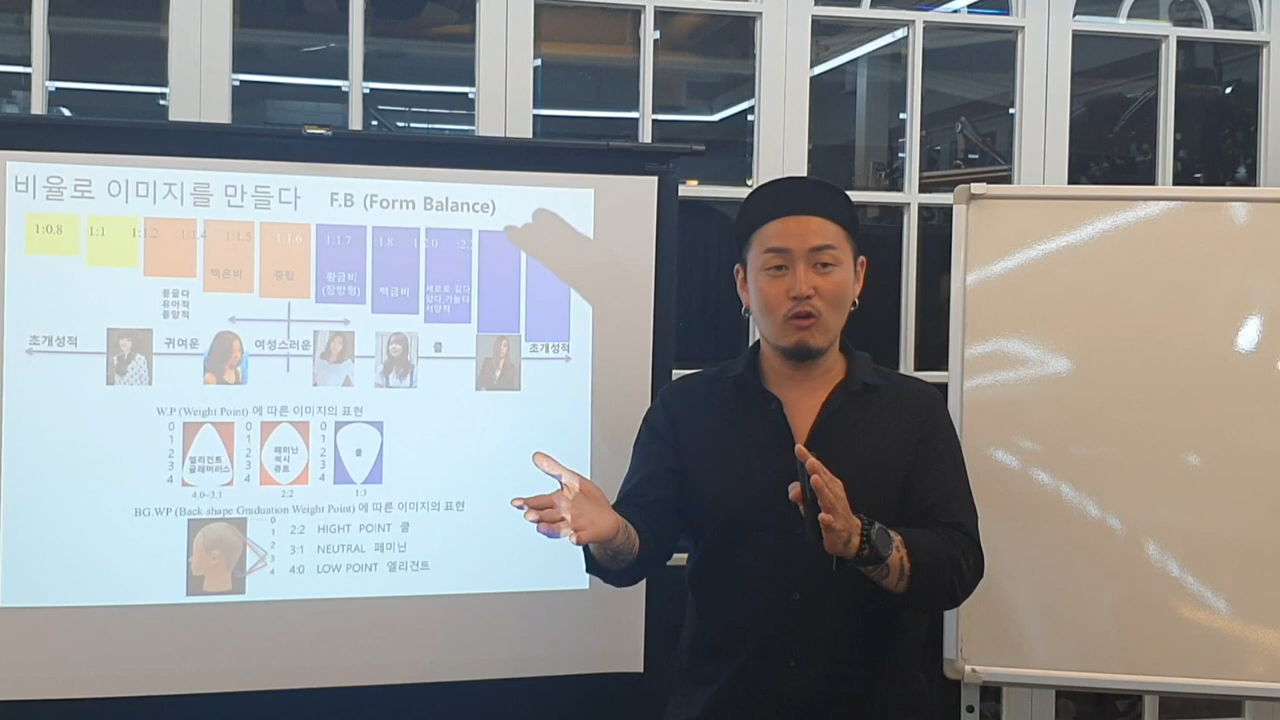 비율로 이미지를 만들다 F.B (Form Balance)
1:0.8 1:1 1:1.2 1:1.4 1:1.5 1:1.6 1:1.7 1.8 1:2.0 2.
백은비 중립 황금비 백금비 세로로 길다
(장방형) 얇다,가늘다
서양적
둥글다
유아적
동양적
초개성적 귀여운 여성스러운 쿨 초개성적
W.P (Weight Point) 에 따른 이미지의 표현
0 0 0
1 1 1
2 2 2
3 3 3
4 4 4
엘리건트 페미닌 쿨
글래머러스 섹시
큐트
4.0~3.1 2:2 1:3
BG.WP (Back shape Graduation Weight Point) 에 따른 이미지의 표현
0
1
2
3
4
2:2 HIGHT POINT 쿨
3:1 NEUTRAL 페미닌
4:0 LOW POINT 엘리건트